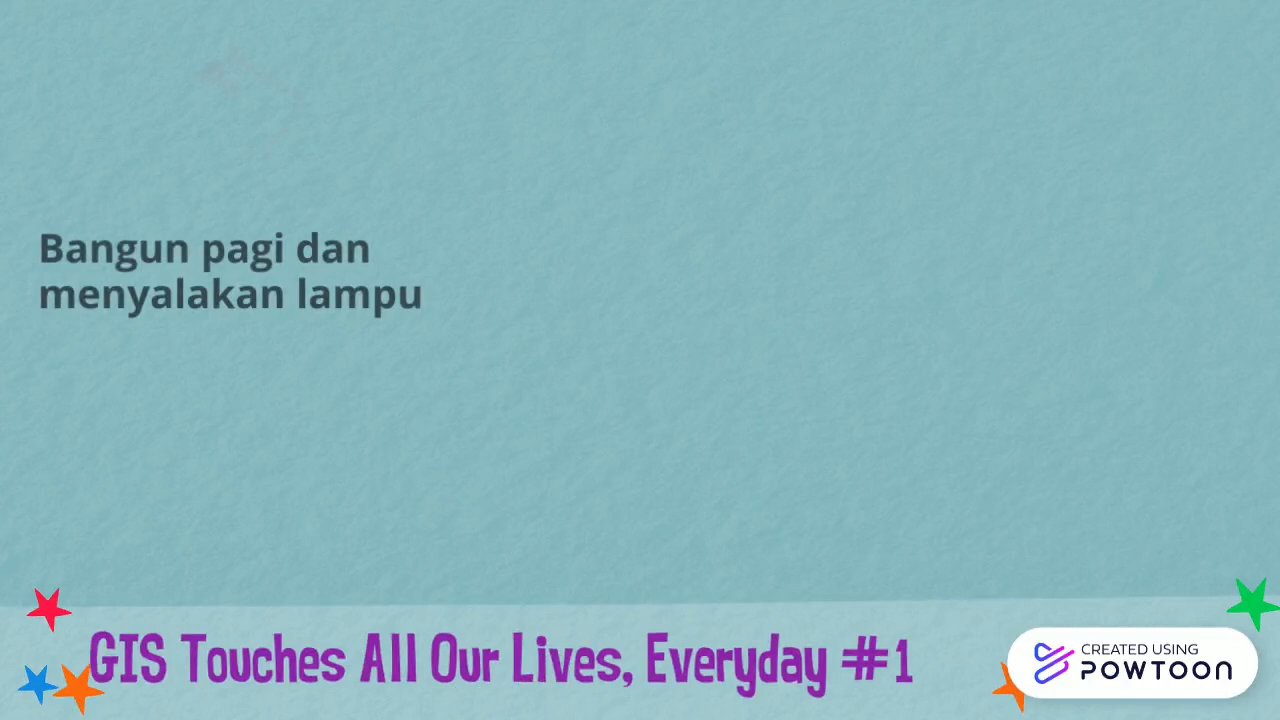 Bangun pagi dan
menyalakan lampu
GIS Touches All Our Lives, Everyday #1
CREATED USING
POWTOON